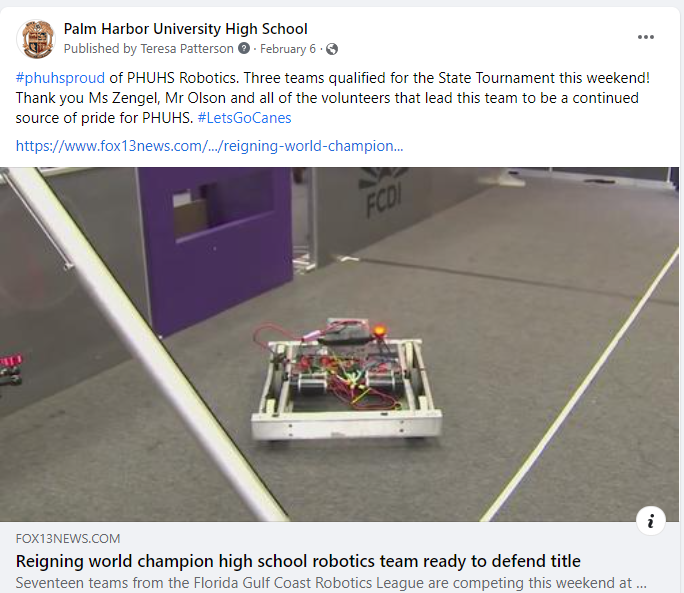 Palm Harbor University High School
Published by Teresa Patterson · February 6 ·
#phuhsproud of PHUHS Robotics. Three teams qualified for the State Tournament this weekend!
Thank you Ms Zengel, Mr Olson and all of the volunteers that lead this team to be a continued
source of pride for PHUHS. #LetsGoCanes
https://www.fox13news.com/.../reigning-world-champion...
FCDI
FOX13NEWS.COM
Reigning world champion high school robotics team ready to defend title
Seventeen teams from the Florida Gulf Coast Robotics League are competing this weekend at ...